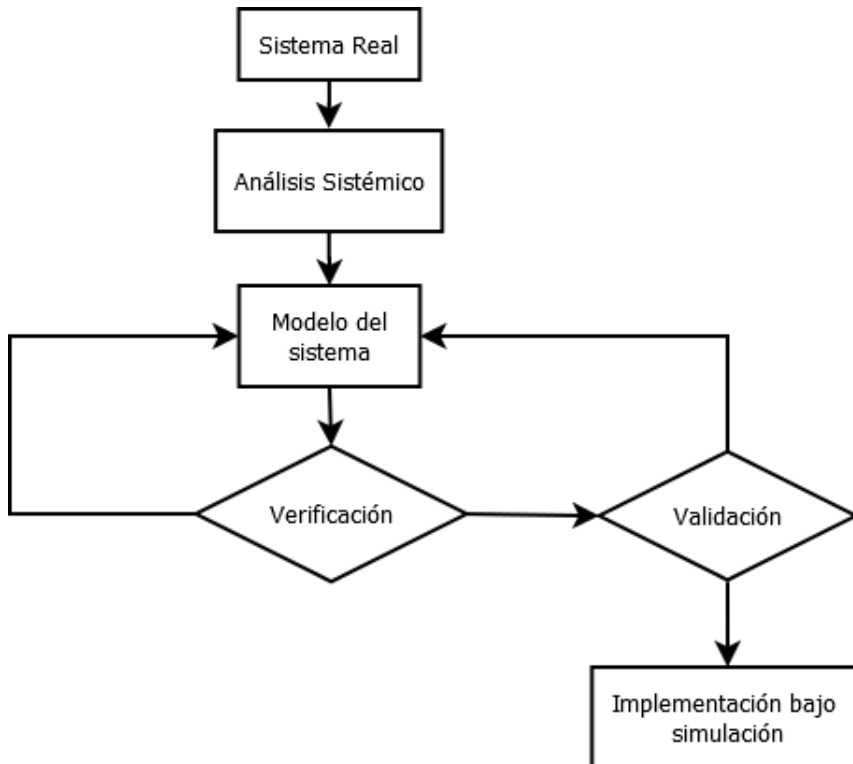 Sistema Real
Análisis Sistémico
Modelo del
sistema
Verificación
Validación
Implementación bajo
simulación